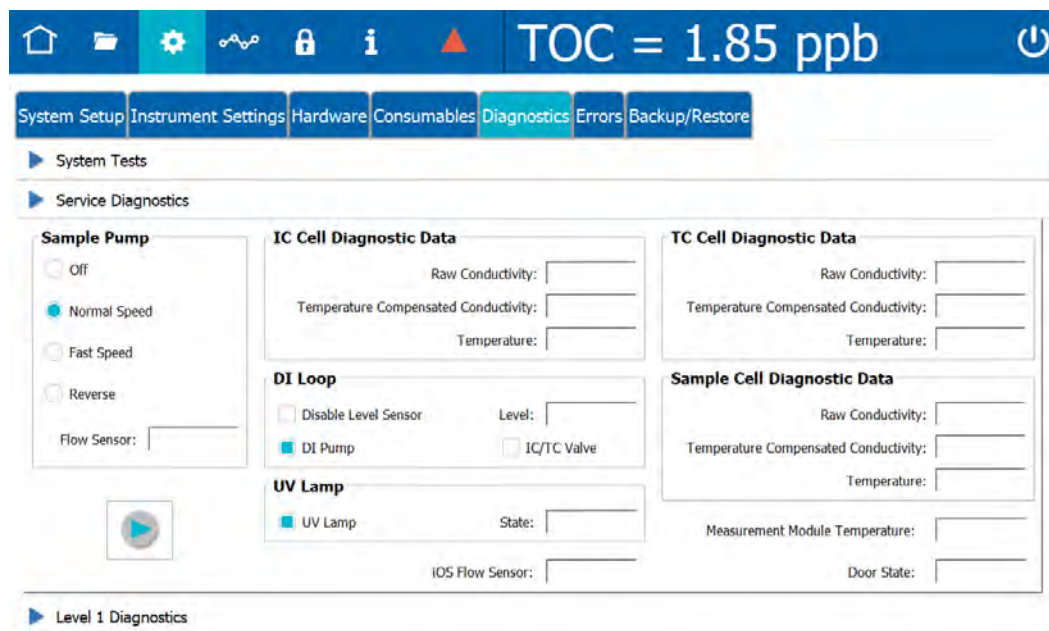 TOC = 1.85 ppb
System Setup Instrument Settings Hardware Consumables Diagnostics Errors Backup/Restore
System Tests
Service Diagnostics
Sample Pump
Off
Normal Speed
Fast Speed
Reverse
Flow Sensor:
IC Cell Diagnostic Data
Raw Conductivity:
Temperature Compensated Conductivity:
Temperature:
DI Loop
Disable Level Sensor Level:
DI Pump IC/TC Valve
UV Lamp
UV Lamp State:
iOS Flow Sensor:
TC Cell Diagnostic Data
Raw Conductivity:
Temperature Compensated Conductivity:
Temperature:
Sample Cell Diagnostic Data
Raw Conductivity:
Temperature Compensated Conductivity:
Temperature:
Measurement Module Temperature:
Door State:
Level 1 Diagnostics